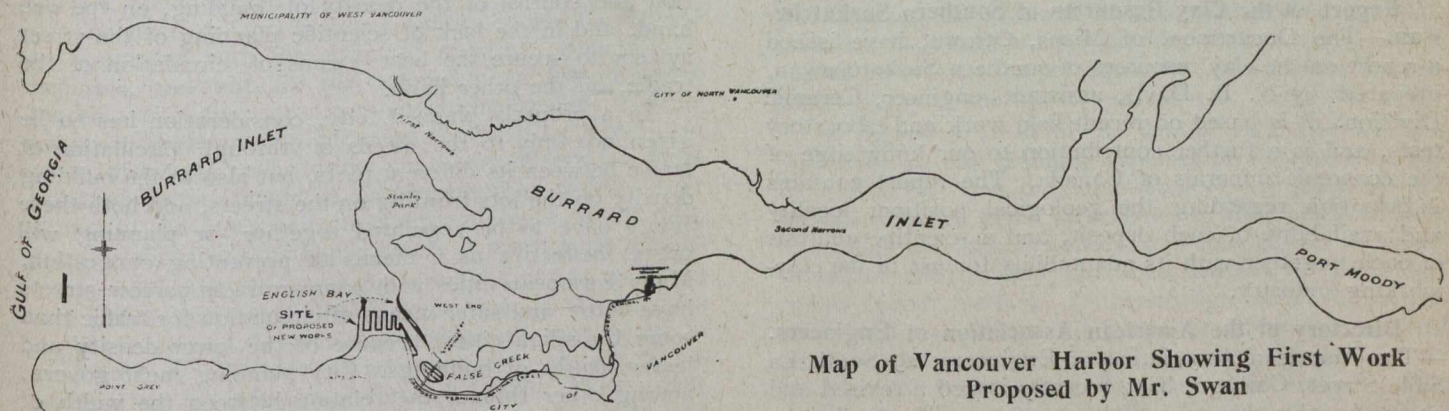 MUNICIPALITY OF WEST VANCOUVER
GULF OF GEORGIA
BURRARD INLET
First Narrows
CITY OF NORTH VANCOUVER
Stanley
Park
BURRARD
INLET
Second Narrows
PORT MOODY
ENGLISH BAY
SITE
OF PROPOSED
NEW WORKS
WEST END
FALSE CREEK
VANCOUVER
POINT GREY
TERMINAL
CITY
OF
Map of Vancouver Harbor Showing First Work
Proposed by Mr. Swan